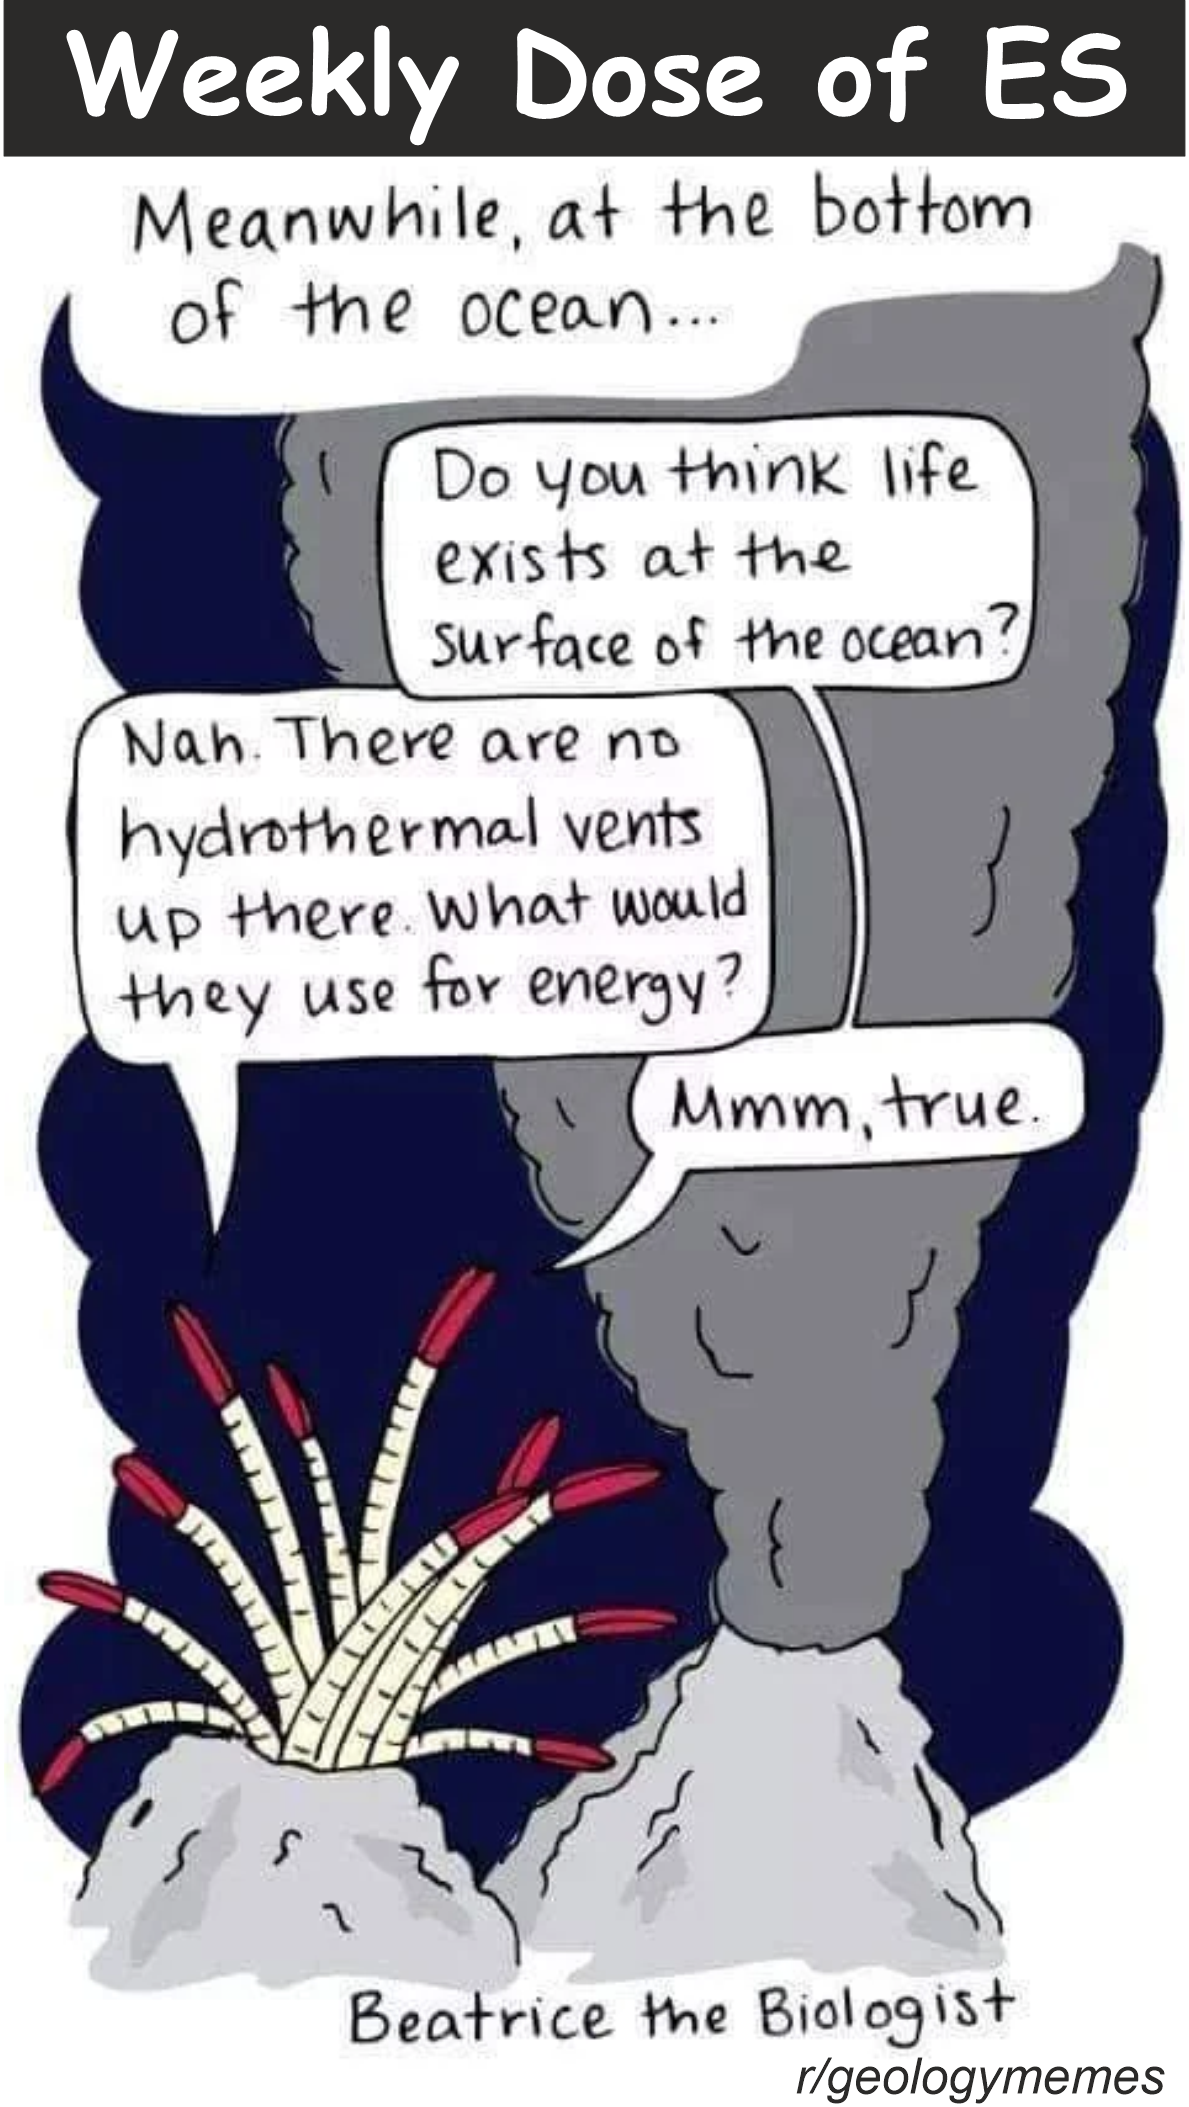 Weekly Dose of ES
Meanwhile, at the bottom
of the ocean...
Do you think life
exists at the
surface of the ocean?
Nah. There are no
hydrothermal vents
up there. What would
they use for energy?
Mmm, true.
Beatrice the Biologist
r/geologymemes